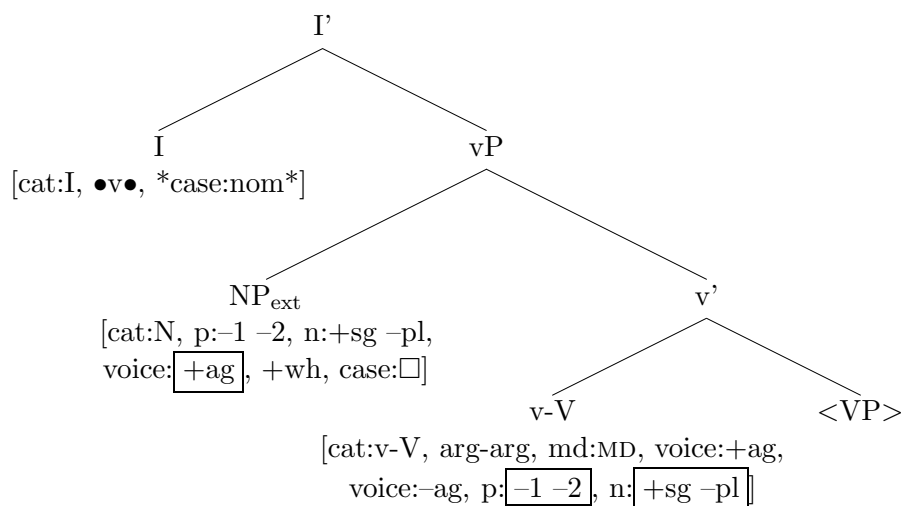 I’
I vP
[cat:I, ●v●, *case:nom*]
NPext v’
[cat:N, p:–1 –2, n:+sg –pl,
voice: +ag , +wh, case:□]
v-V <VP>
[cat:v-V, arg-arg, md:MD, voice:+ag,
voice:–ag, p: –1 –2 , n: +sg –pl ]